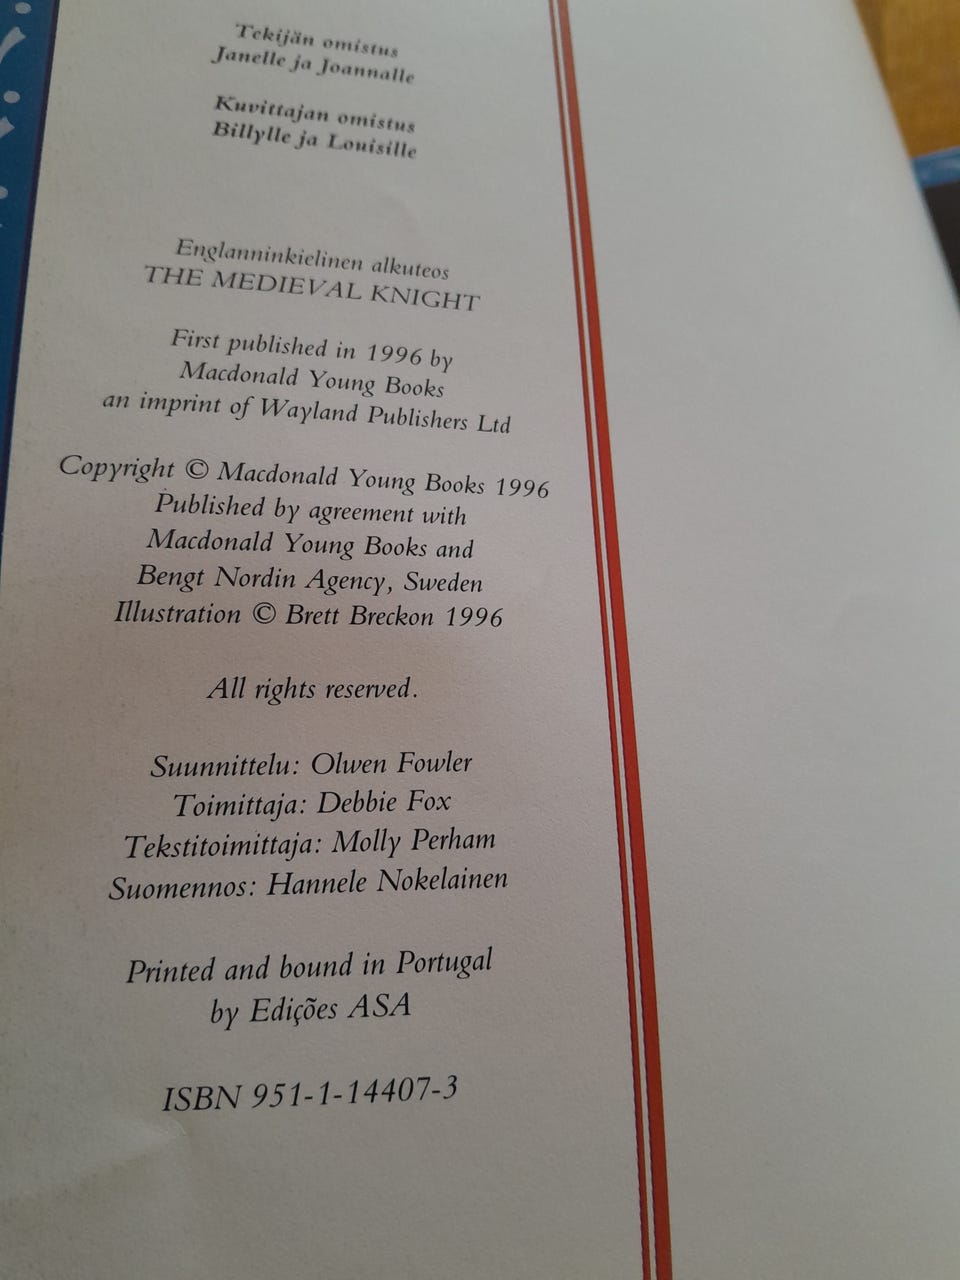 Tekijän omistus
Janelle ja Joannalle
Kuvittajan omistus
Billylle ja Louisille
Englanninkielinen alkuteos
THE MEDIEVAL KNIGHT
First published in 1996 by
Macdonald Young Books
an imprint of Wayland Publishers Ltd
Copyright © Macdonald Young Books 1996
Published by agreement with
Macdonald Young Books and
Bengt Nordin Agency, Sweden
Illustration © Brett Breckon 1996
All rights reserved.
Suunnittelu: Olwen Fowler
Toimittaja: Debbie Fox
Tekstitoimittaja: Molly Perham
Suomennos: Hannele Nokelainen
Printed and bound in Portugal
by Edições ASA
ISBN 951-1-14407-3